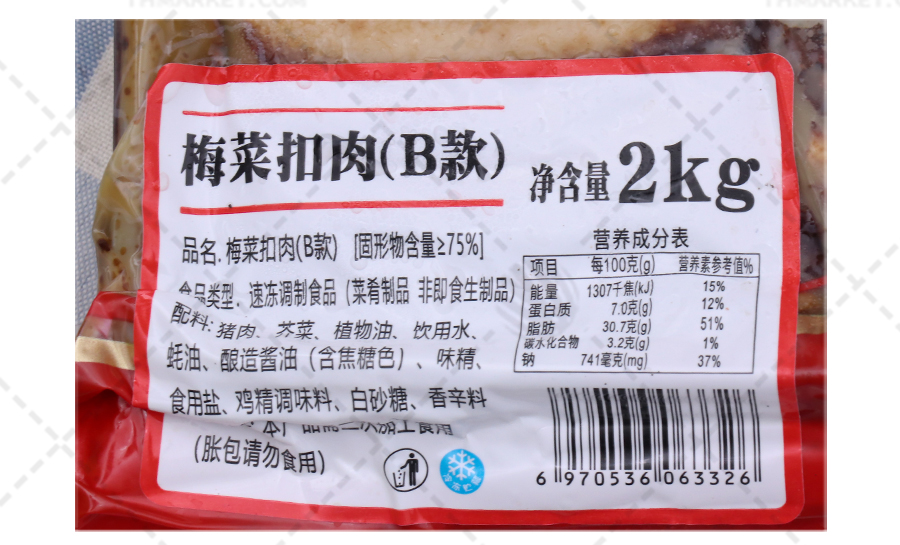 THMARKET.COM
THMARKET.COM
梅菜扣肉(B款)
净含量2kg
品名.梅菜扣肉(B款) [固形物含量≥75%]
食品类型.速冻调制食品(菜肴制品 非即食生制品)
配料:猪肉、芥菜、植物油、饮用水、
蚝油、酿造酱油(含焦糖色)、味精、
食用盐、鸡精调味料、白砂糖、香辛料
(胀包请勿食用)
营养成分表
项目 每100克(g) 营养素参考值%
能量 1307千焦(kJ) 15%
蛋白质 7.0克(g) 12%
脂肪 30.7克(g) 51%
碳水化合物 3.2克(g) 1%
钠 741毫克(mg) 37%
6 970536 063326